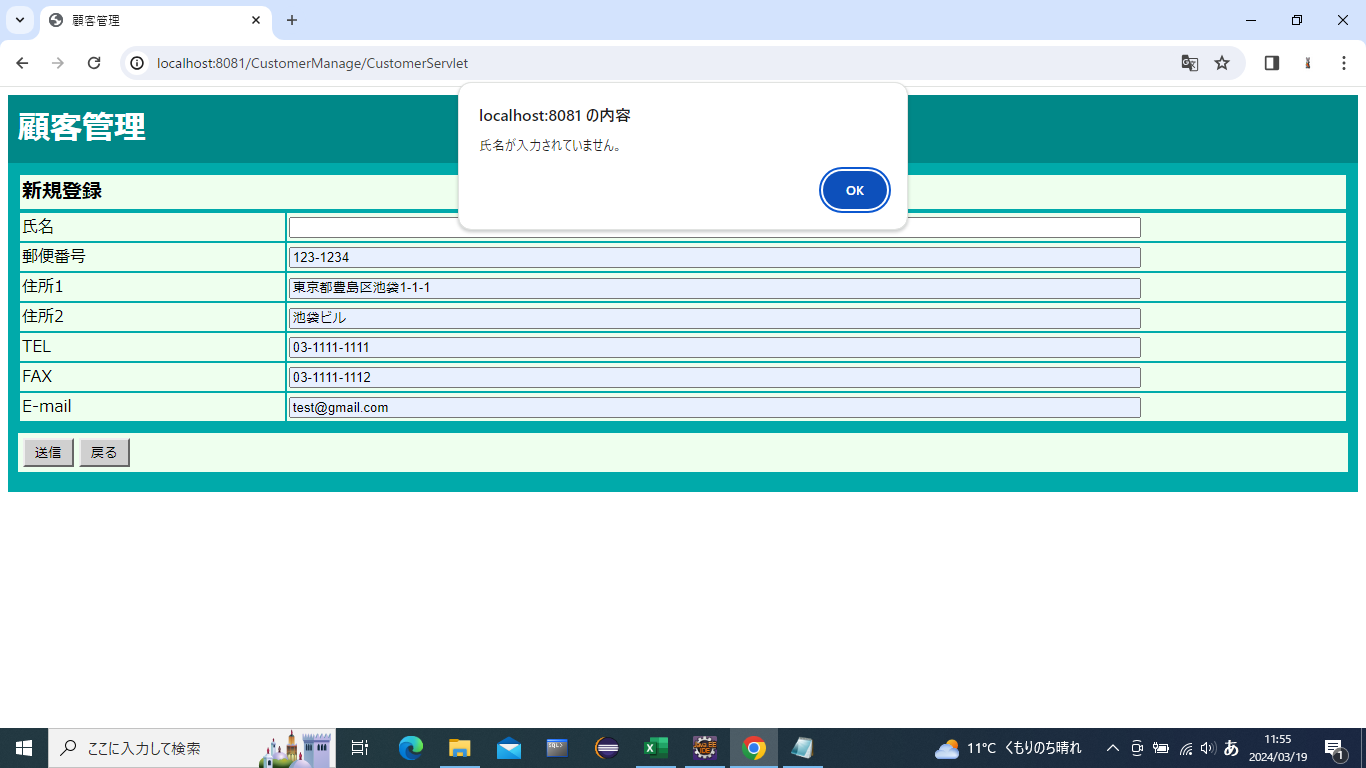 顧客管理
localhost:8081/CustomerManage/CustomerServlet
localhost:8081 の内容
氏名が入力されていません。
OK
顧客管理
新規登録
氏名
郵便番号 123-1234
住所1 東京都豊島区池袋1-1-1
住所2 池袋ビル
TEL 03-1111-1111
FAX 03-1111-1112
E-mail test@gmail.com
送信 戻る
ここに入力して検索
11°C くもりのち晴れ
あ
11:55
2024/03/19
1